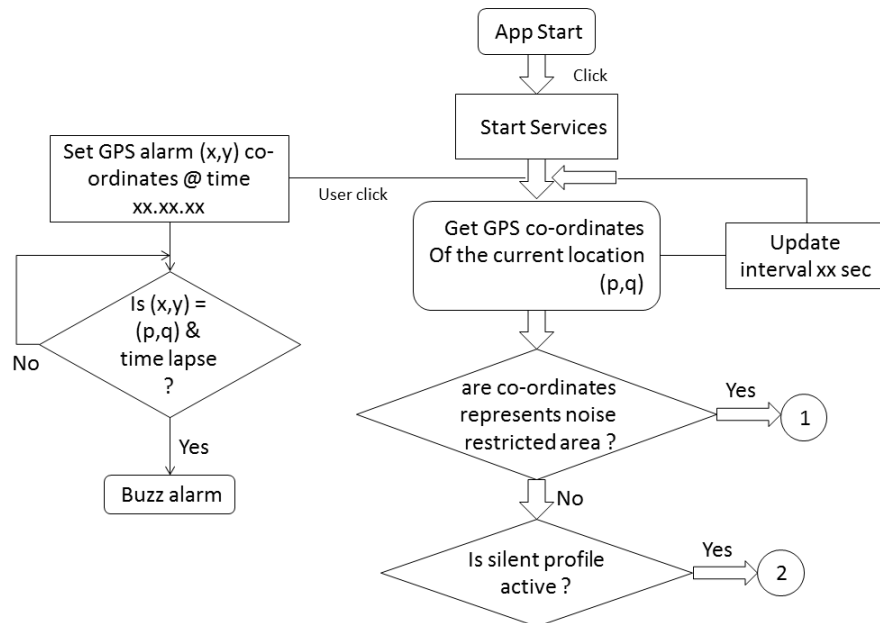 App Start
Click
Start Services
Set GPS alarm (x,y) co-
ordinates @ time
xx.xx.xx
User click
Get GPS co-ordinates
Of the current location
(p,q)
Update
interval xx sec
Is (x,y) =
(p,q) &
time lapse
?
No
Yes
Buzz alarm
are co-ordinates
represents noise
restricted area ?
Yes
1
No
Is silent profile
active ?
Yes
2